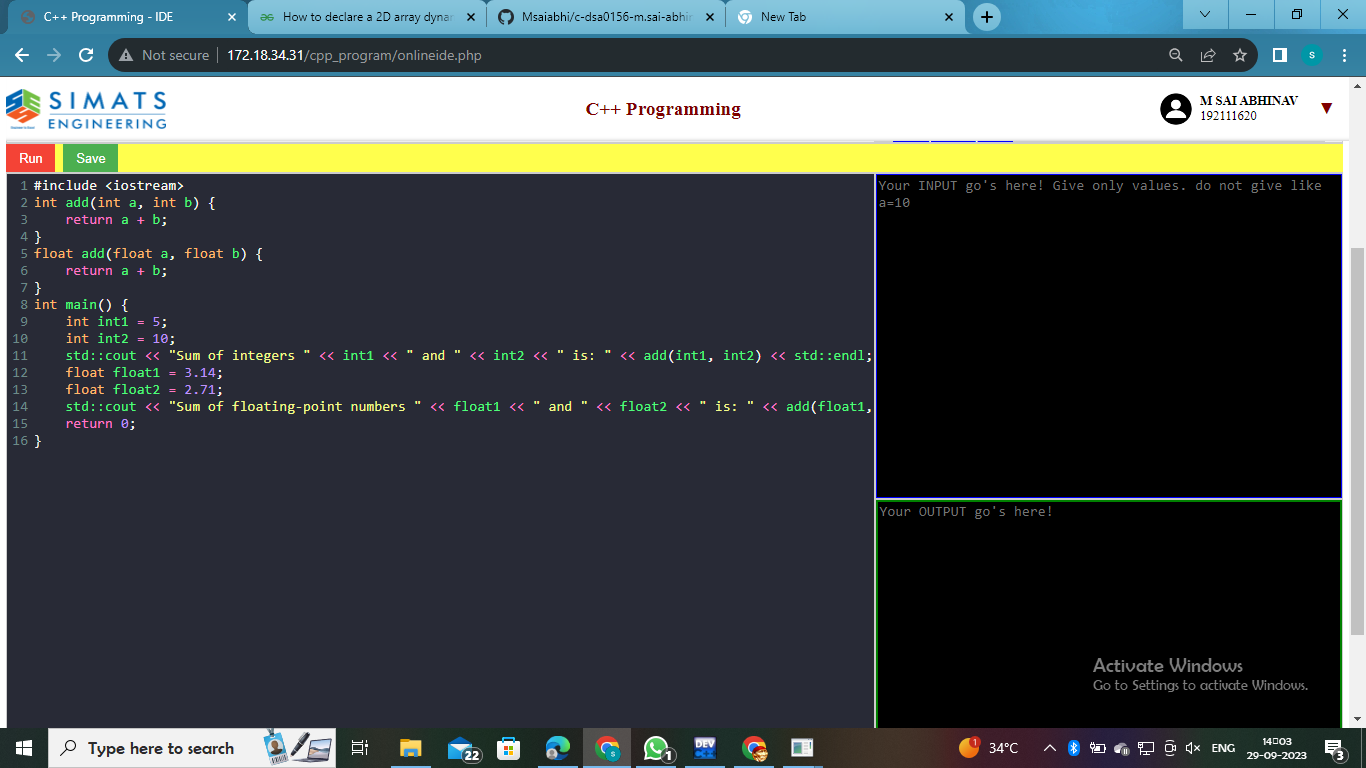 C++ Programming - IDE
How to declare a 2D array dynar
Msaiabhi/c-dsa0156-m.sai-abhir
New Tab
Not secure
172.18.34.31/cpp_program/onlineide.php
S
SIMATS
ENGINEERING
C++ Programming
M SAI ABHINAV
192111620
Run
Save
1 #include <iostream>
2 int add(int a, int b) {
3     return a + b;
4 }
5 float add(float a, float b) {
6     return a + b;
7 }
8 int main() {
9     int int1 = 5;
10     int int2 = 10;
11     std::cout << "Sum of integers " << int1 << " and " << int2 << " is: " << add(int1, int2) << std::endl;
12     float float1 = 3.14;
13     float float2 = 2.71;
14     std::cout << "Sum of floating-point numbers " << float1 << " and " << float2 << " is: " << add(float1,
15     return 0;
16 }
Your INPUT go's here! Give only values. do not give like
a=10
Your OUTPUT go's here!
Activate Windows
Go to Settings to activate Windows.
Type here to search
22
S
1
DEV
1
34°C
ENG
14:03
29-09-2023
3